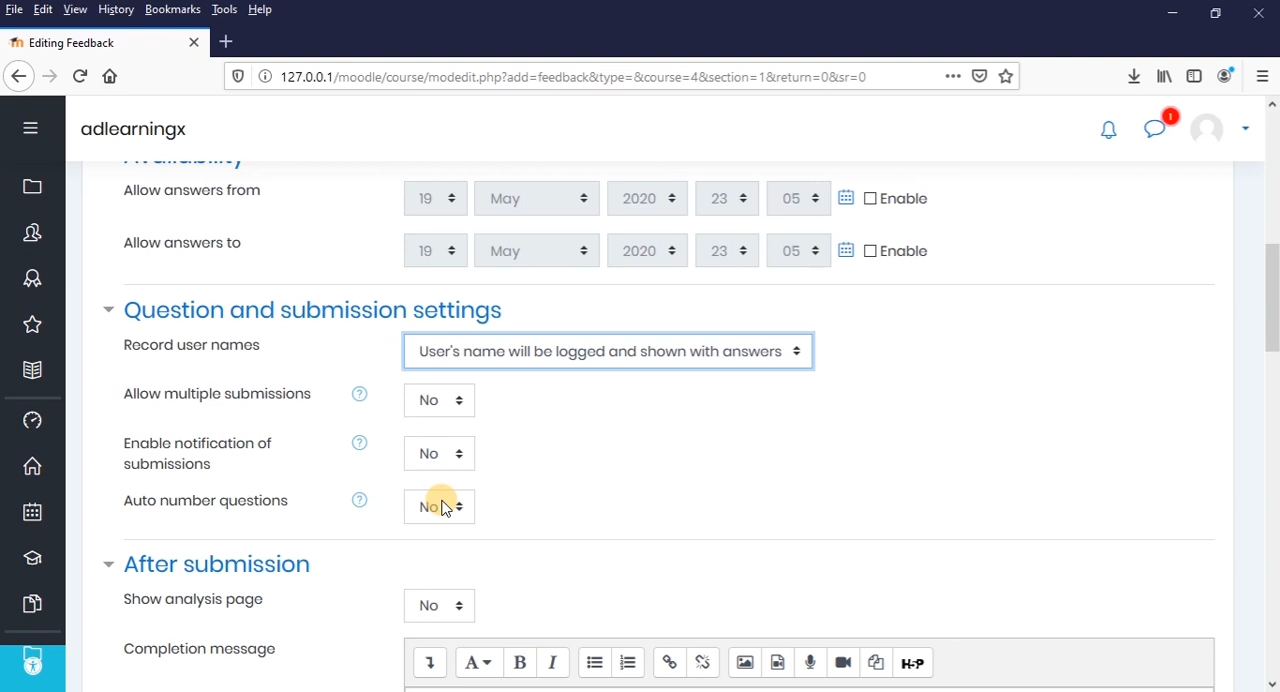 File Edit View History Bookmarks Tools Help
Editing Feedback
127.0.0.1/moodle/course/modedit.php?add=feedback&type=&course=4&section=1&return=0&sr=0
adlearningx
1
Availability
Allow answers from 19 May 2020 23 05 Enable
Allow answers to 19 May 2020 23 05 Enable
Question and submission settings
Record user names User's name will be logged and shown with answers
Allow multiple submissions ? No
Enable notification of submissions ? No
Auto number questions ? No
After submission
Show analysis page No
Completion message
A B I H-P